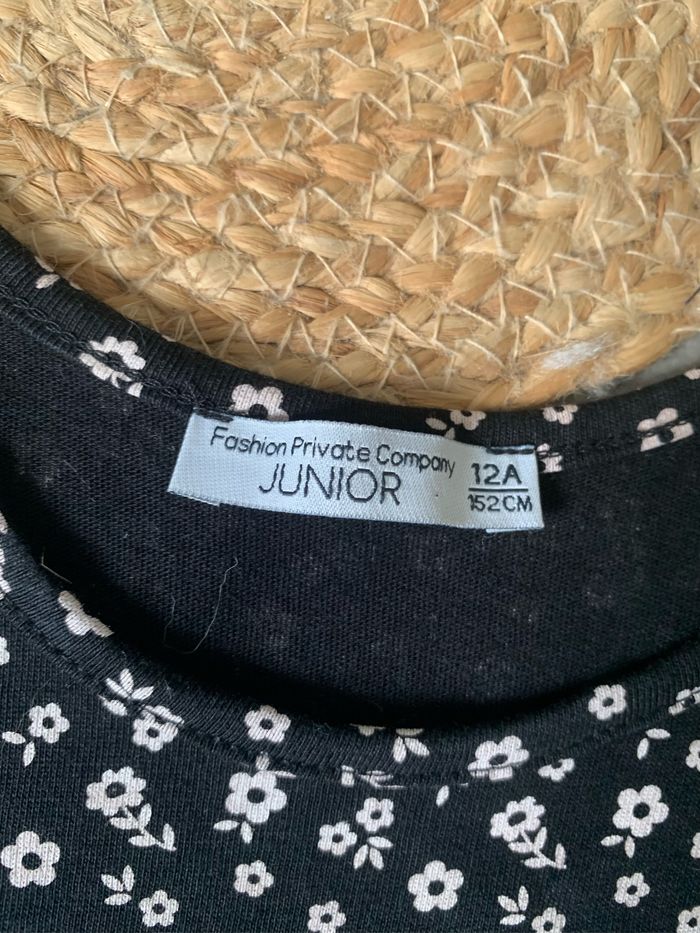 Fashion Private Company
JUNIOR
12A
152CM